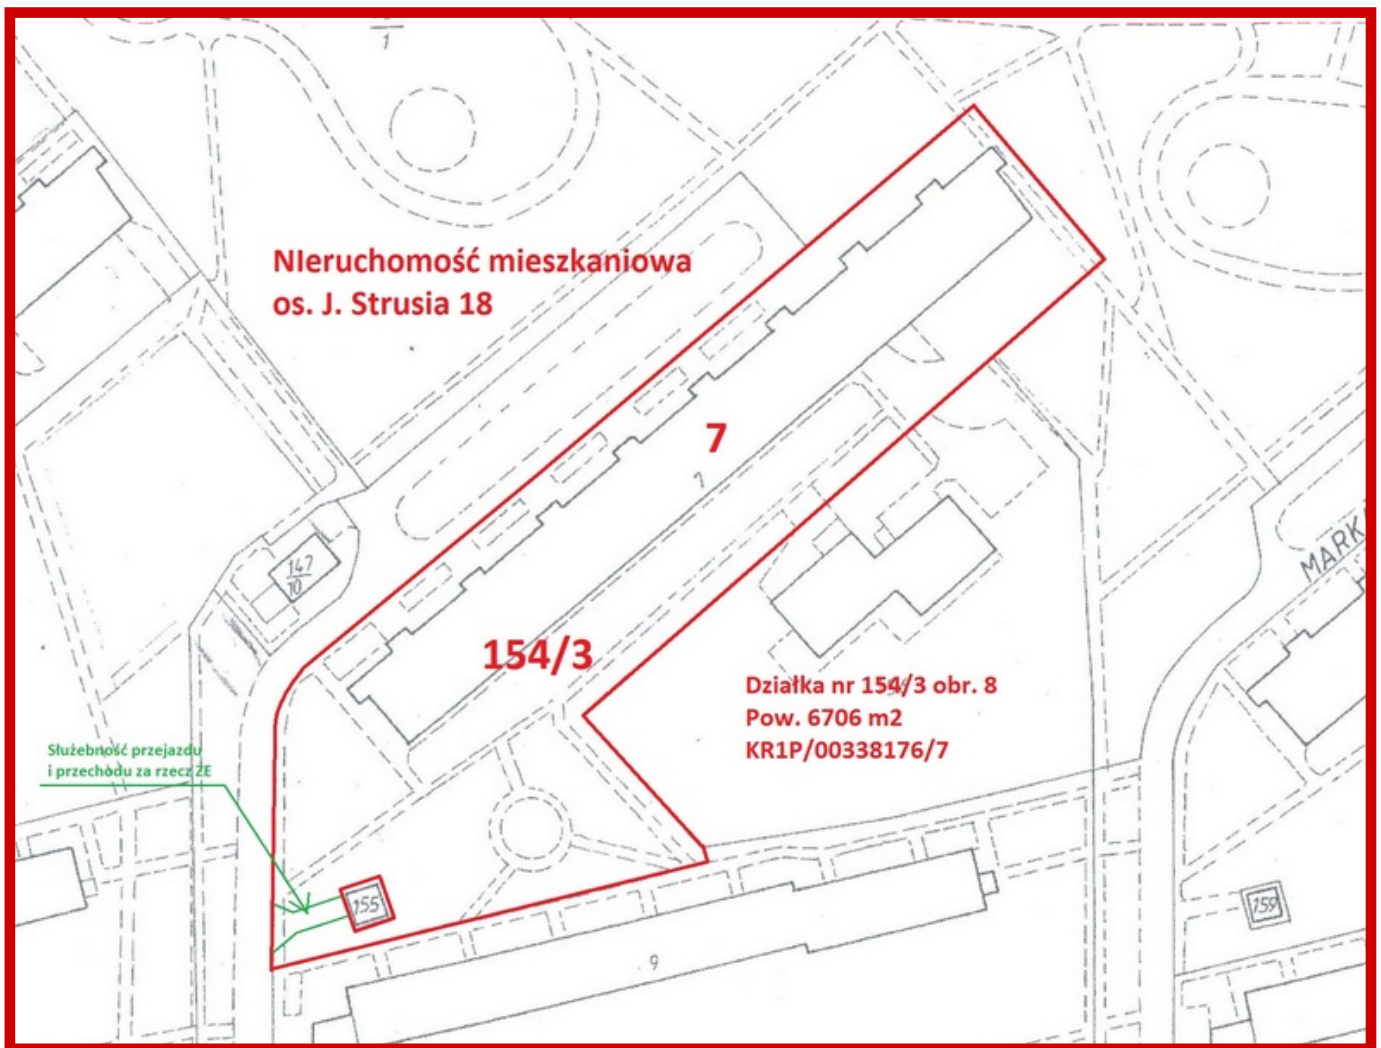 1
NIeruchomość mieszkaniowa
os. J. Strusia 18
7
7
147
10
MARK
154/3
Działka nr 154/3 obr. 8
Pow. 6706 m2
KR1P/00338176/7
Służebność przejazdu
i przechodu za rzecz ZE
155
159
9